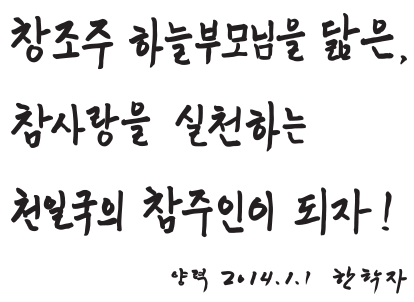 창조주 하늘부모님을 닮은,
참사랑을 실천하는
천일국의 참주인이 되자!
양력 2014.1.1 한학자